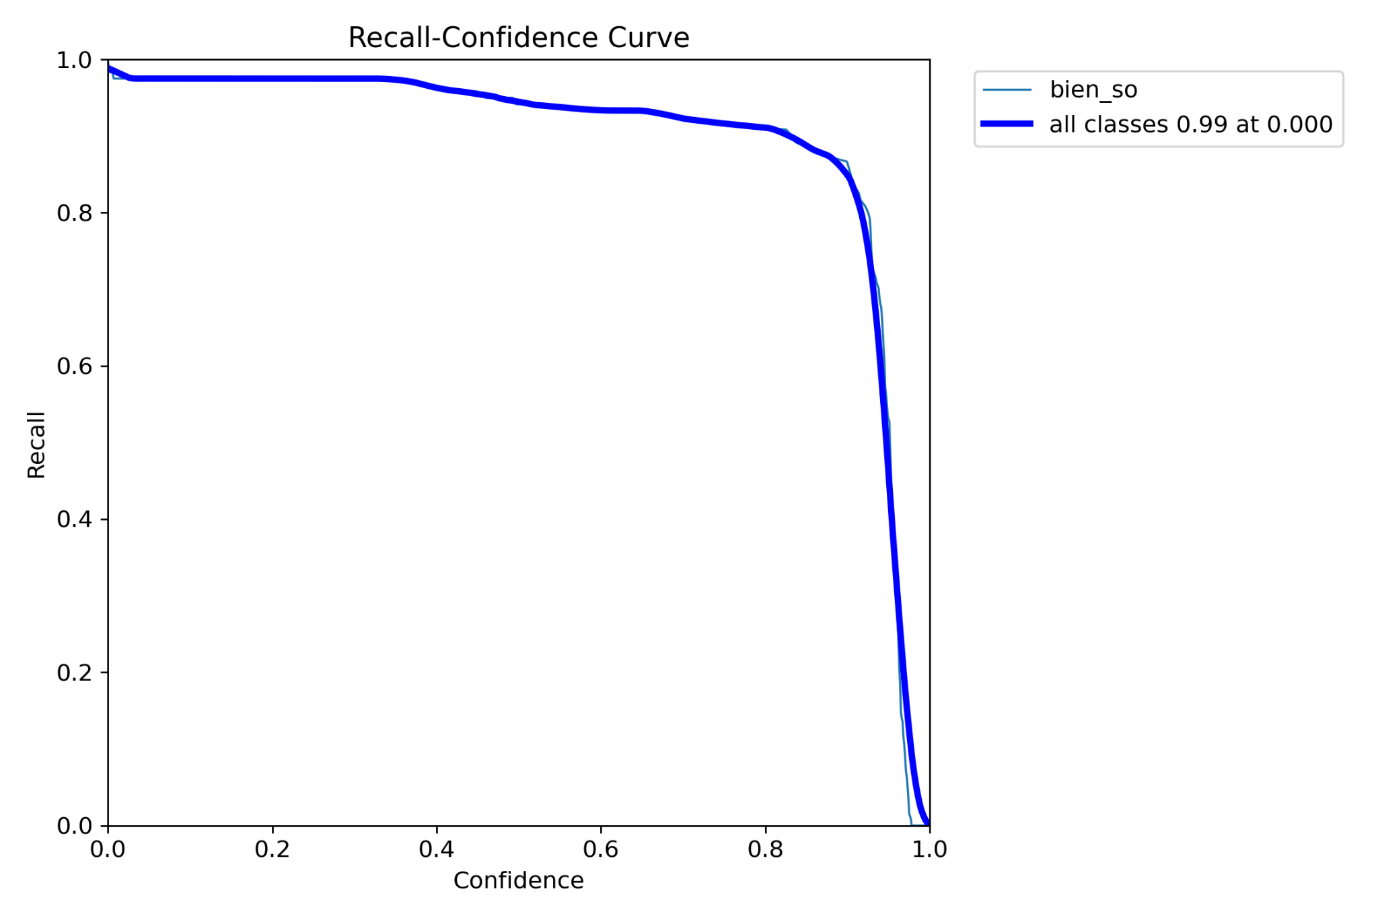 Recall-Confidence Curve
bien_so
all classes 0.99 at 0.000
1.0
0.8
0.6
0.4
0.2
0.0
Recall
0.0 0.2 0.4 0.6 0.8 1.0
Confidence